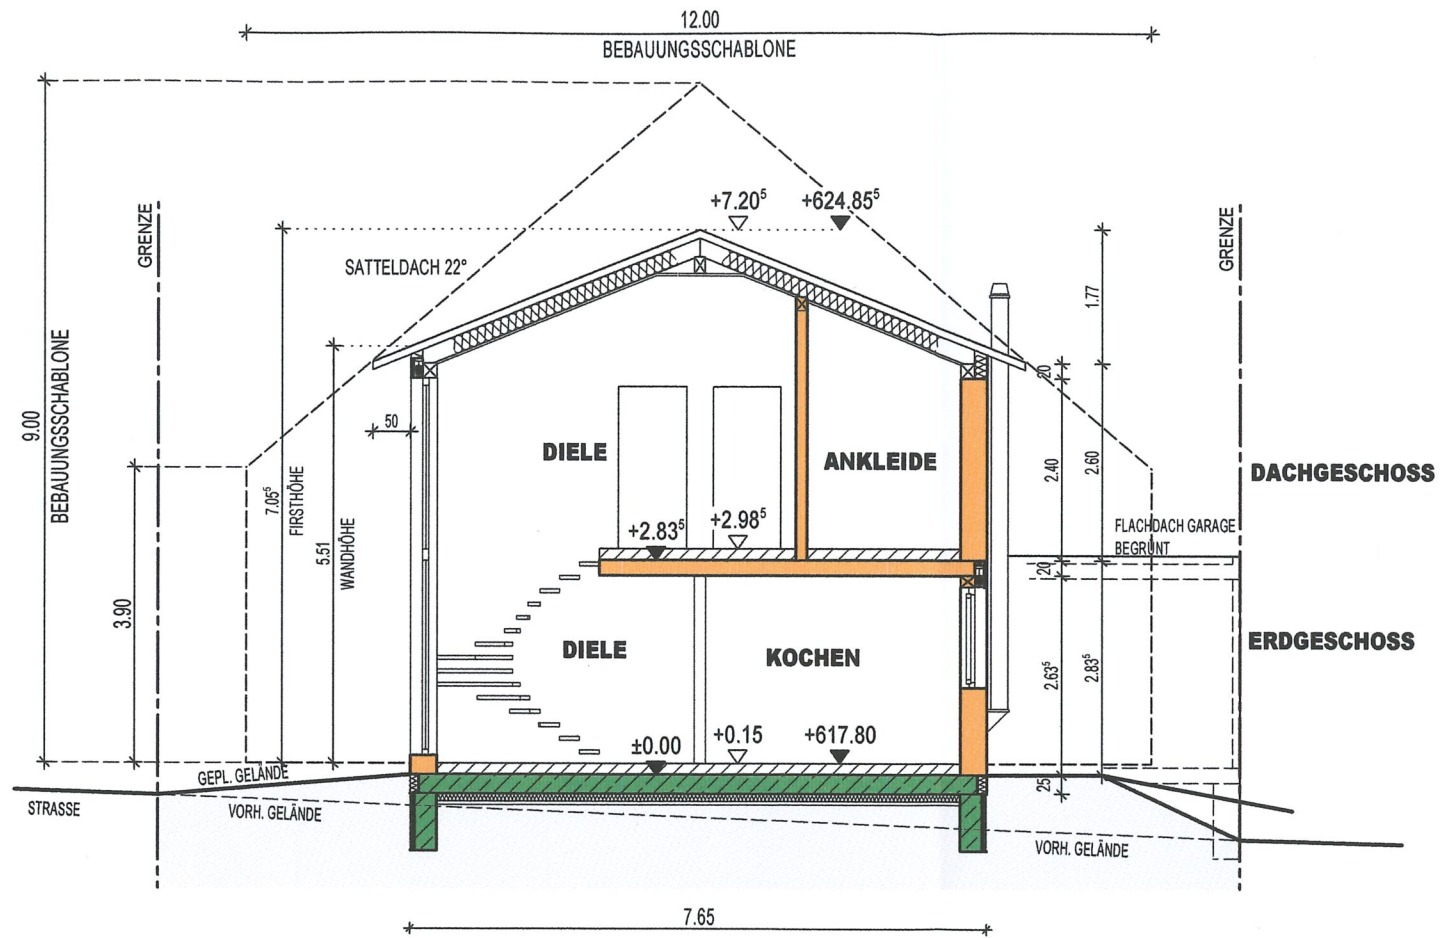 12.00
BEBAUUNGSSCHABLONE
9.00
BEBAUUNGSSCHABLONE
GRENZE
3.90
7.05⁵
FIRSTHÖHE
5.51
WANDHÖHE
SATTELDACH 22°
50
+7.20⁵
+624.85⁵
GRENZE
1.77
20
2.40
2.60
20
2.63⁵
2.83⁵
25
DIELE
ANKLEIDE
+2.83⁵
+2.98⁵
DACHGESCHOSS
FLACHDACH GARAGE
BEGRÜNT
DIELE
KOCHEN
ERDGESCHOSS
±0.00
+0.15
+617.80
GEPL. GELÄNDE
STRASSE
VORH. GELÄNDE
VORH. GELÄNDE
7.65